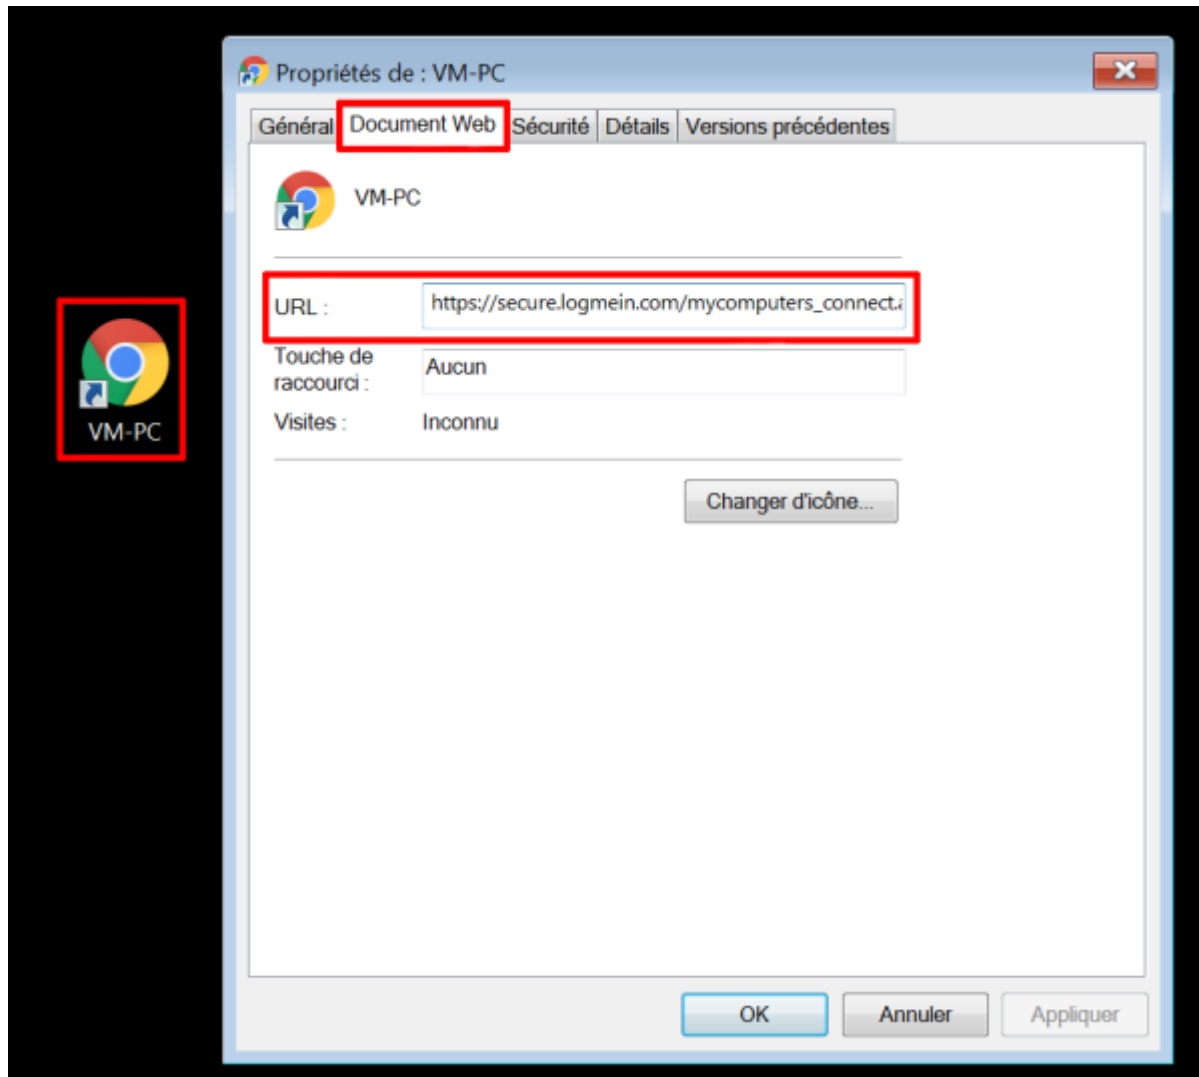 Propriétés de : VM-PC
Général Document Web Sécurité Détails Versions précédentes
VM-PC
URL : https://secure.logmein.com/mycomputers_connect.a
Touche de
raccourci : Aucun
Visites : Inconnu
VM-PC
Changer d'icône...
OK Annuler Appliquer